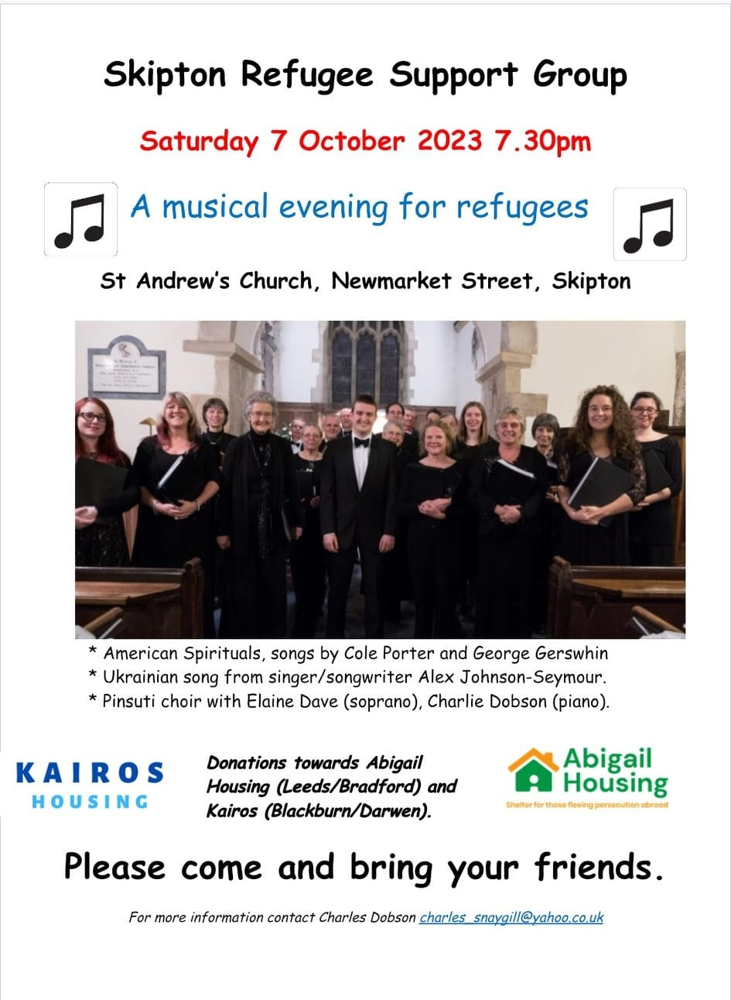 Skipton Refugee Support Group
Saturday 7 October 2023 7.30pm
A musical evening for refugees
St Andrew's Church, Newmarket Street, Skipton
* American Spirituals, songs by Cole Porter and George Gerswhin
* Ukrainian song from singer/songwriter Alex Johnson-Seymour.
* Pinsuti choir with Elaine Dave (soprano), Charlie Dobson (piano).
KAIROS
HOUSING
Donations towards Abigail
Housing (Leeds/Bradford) and
Kairos (Blackburn/Darwen).
Abigail
Housing
Shelter for those fleeing persecution abroad
Please come and bring your friends.
For more information contact Charles Dobson charles_snaygill@yahoo.co.uk